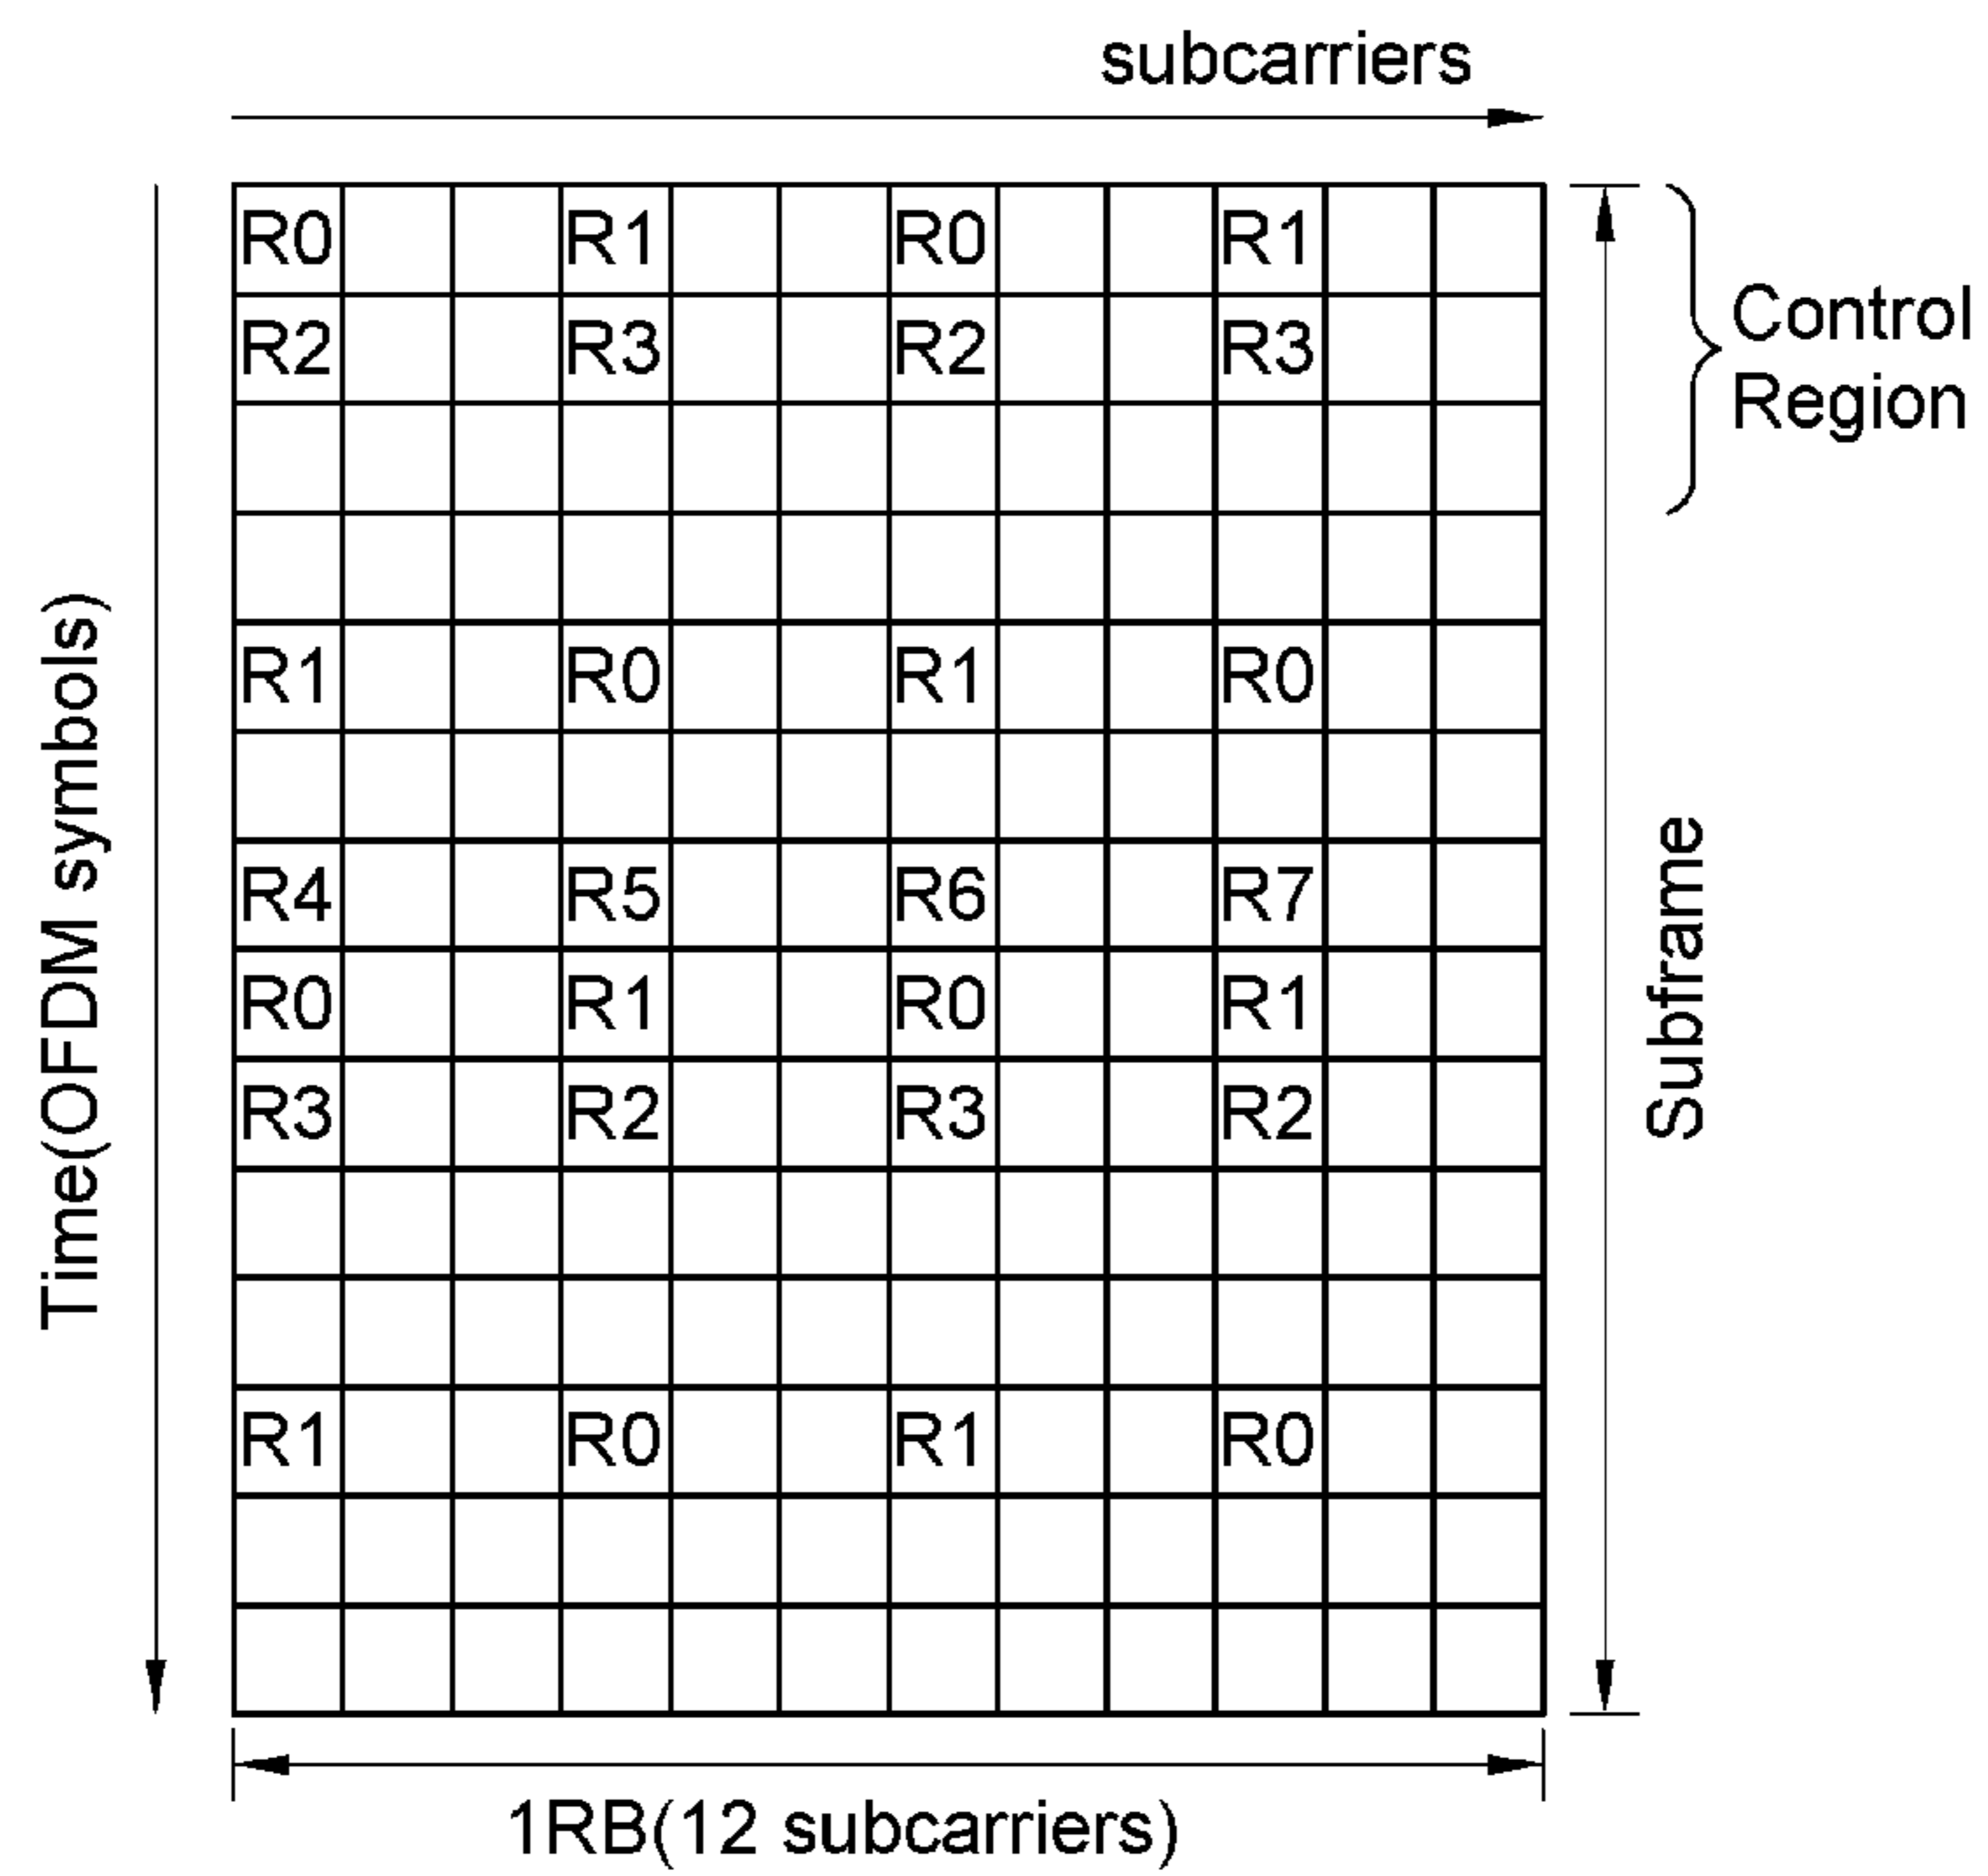 subcarriers
R0 R1 R0 R1
R2 R3 R2 R3
Control
Region
R1 R0 R1 R0
R4 R5 R6 R7
R0 R1 R0 R1
R3 R2 R3 R2
R1 R0 R1 R0
Time(OFDM symbols)
Subframe
1RB(12 subcarriers)